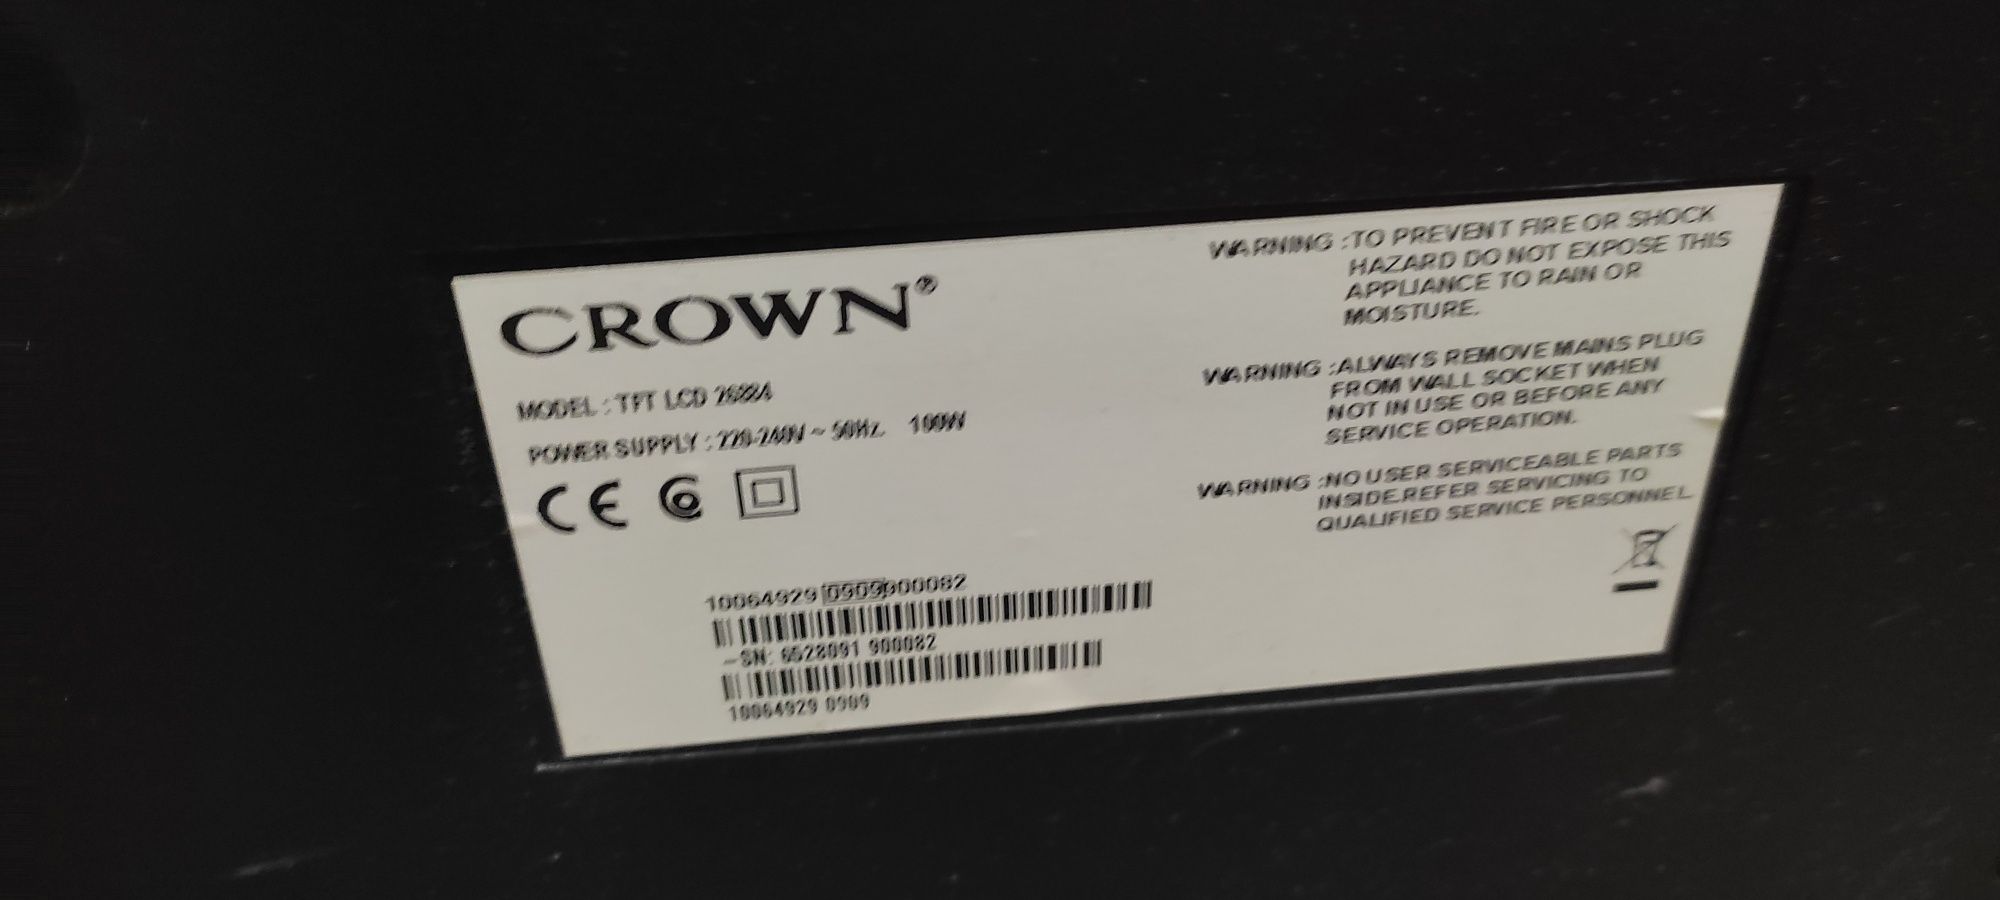 CROWN®
MODEL : TFT LCD
POWER SUPPLY : 220-240V ~ 50Hz. 100W
CE
10064929 0909900082
SN: 6528091 900082
10064929 0909
WARNING :TO PREVENT FIRE OR SHOCK
HAZARD DO NOT EXPOSE THIS
APPLIANCE TO RAIN OR
MOISTURE.
WARNING :ALWAYS REMOVE MAINS PLUG
FROM WALL SOCKET WHEN
NOT IN USE OR BEFORE ANY
SERVICE OPERATION.
WARNING :NO USER SERVICEABLE PARTS
INSIDE.REFER SERVICING TO
QUALIFIED SERVICE PERSONNEL